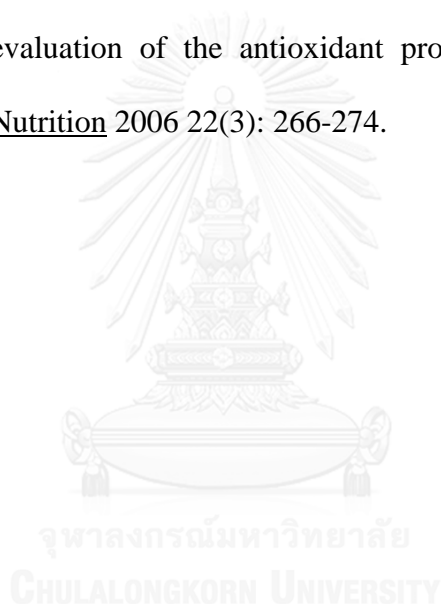 evaluation of the antioxidant pro
Nutrition 2006 22(3): 266-274.
จุฬาลงกรณ์มหาวิทยาลัย
CHULALONGKORN UNIVERSITY